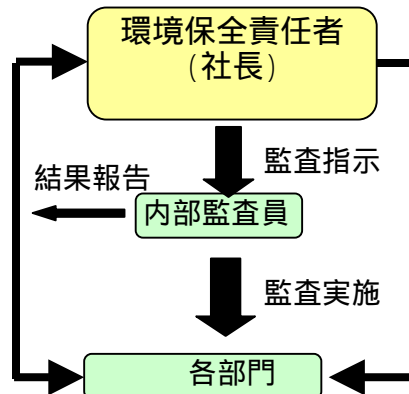 環境保全責任者
(社長)
監査指示
結果報告
内部監査員
監査実施
各部門